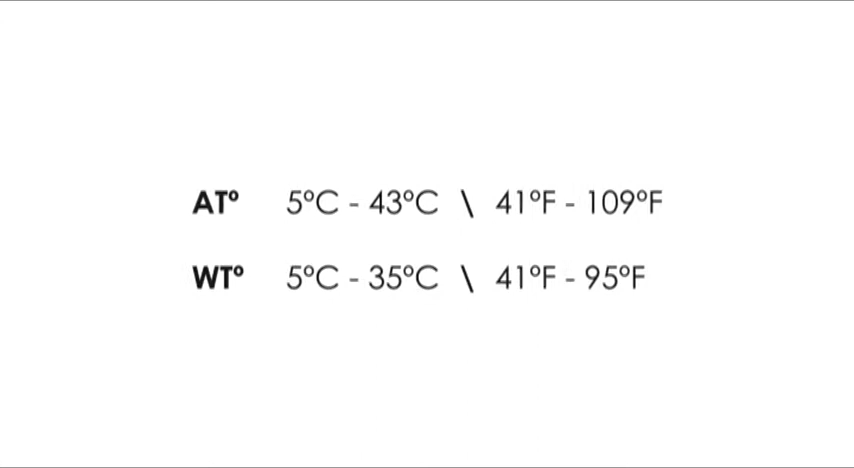 ATº 5ºC - 43ºC \ 41ºF - 109ºF
WTº 5ºC - 35ºC \ 41ºF - 95ºF